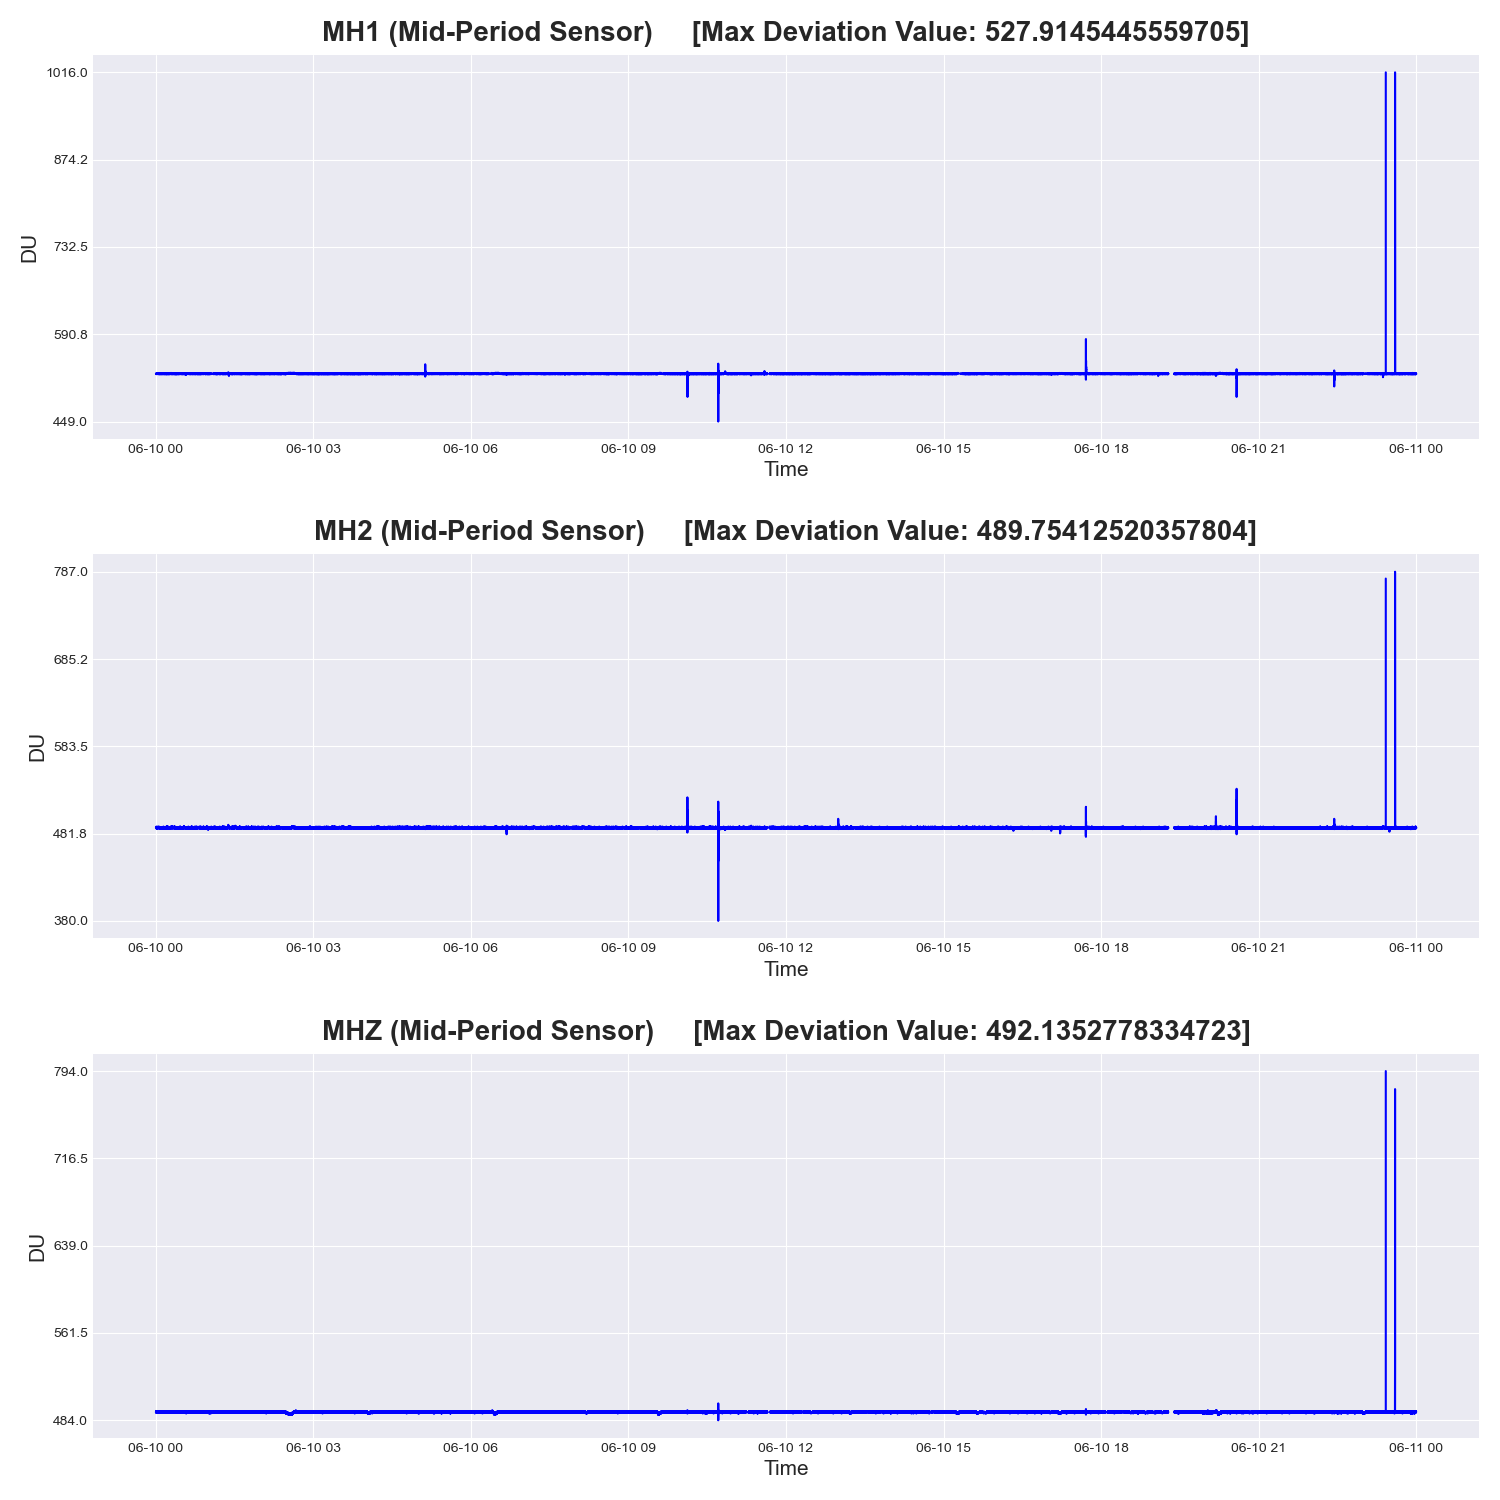 MH1 (Mid-Period Sensor) [Max Deviation Value: 527.9145445559705]
1016.0
874.2
732.5
590.8
449.0
DU
06-10 00 06-10 03 06-10 06 06-10 09 06-10 12 06-10 15 06-10 18 06-10 21 06-11 00
Time
MH2 (Mid-Period Sensor) [Max Deviation Value: 489.75412520357804]
787.0
685.2
583.5
481.8
380.0
DU
06-10 00 06-10 03 06-10 06 06-10 09 06-10 12 06-10 15 06-10 18 06-10 21 06-11 00
Time
MHZ (Mid-Period Sensor) [Max Deviation Value: 492.1352778334723]
794.0
716.5
639.0
561.5
484.0
DU
06-10 00 06-10 03 06-10 06 06-10 09 06-10 12 06-10 15 06-10 18 06-10 21 06-11 00
Time